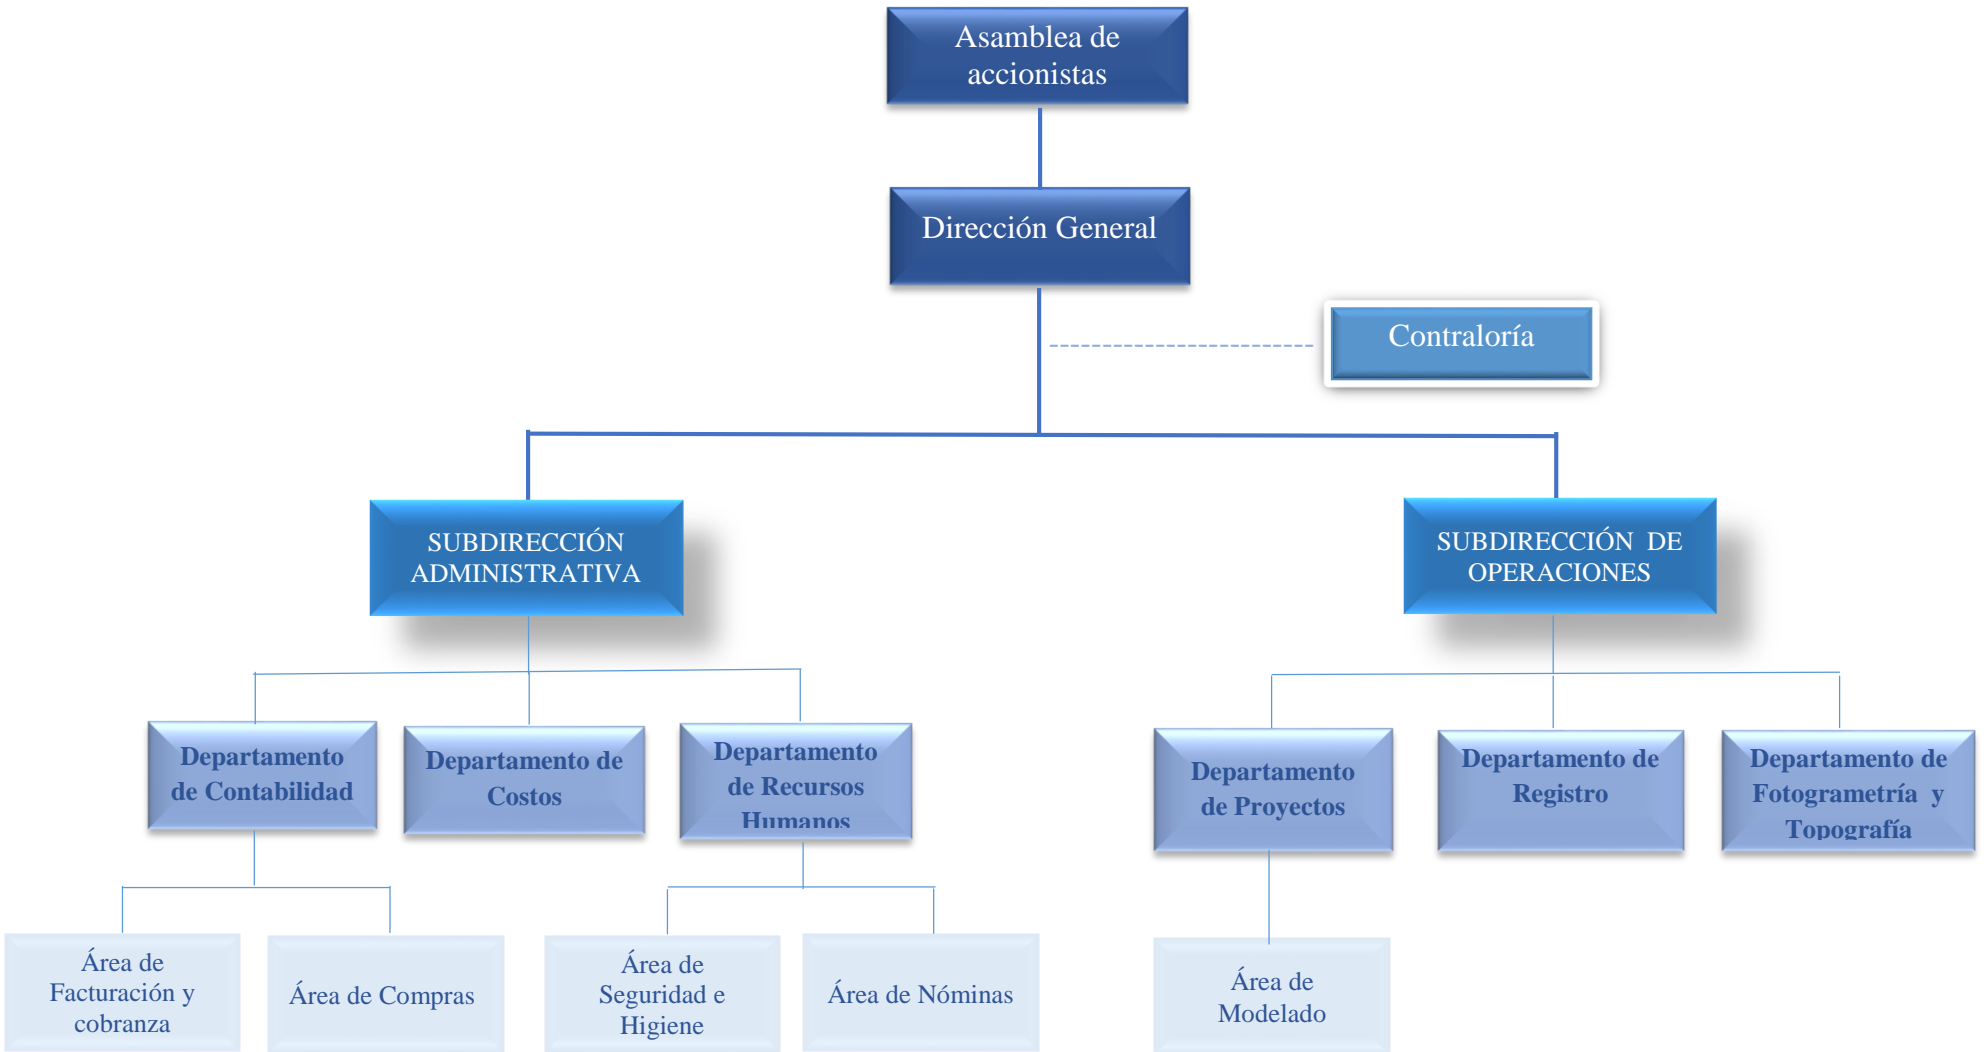 Asamblea de
accionistas
Dirección General
Contraloría
SUBDIRECCIÓN
ADMINISTRATIVA
SUBDIRECCIÓN DE
OPERACIONES
Departamento
de Contabilidad
Departamento de
Costos
Departamento
de Recursos
Humanos
Departamento
de Proyectos
Departamento de
Registro
Departamento de
Fotogrametría y
Topografía
Área de
Facturación y
cobranza
Área de Compras
Área de
Seguridad e
Higiene
Área de Nóminas
Área de
Modelado